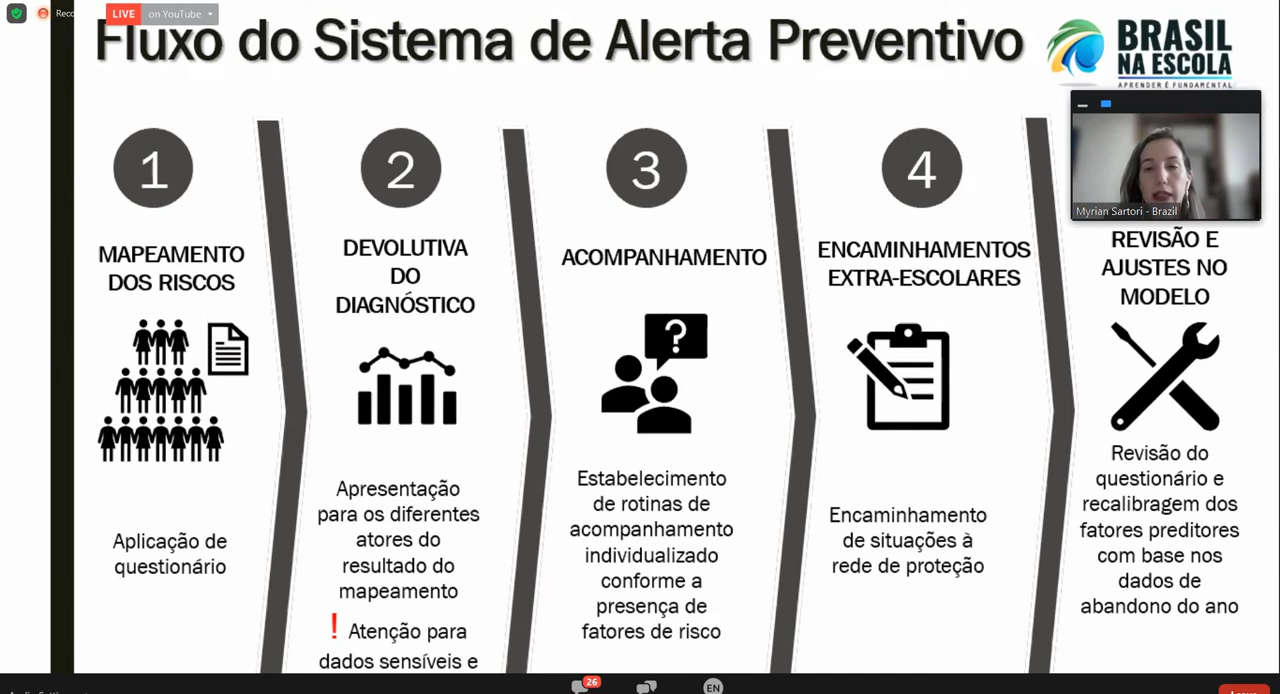 LIVE on YouTube
Fluxo do Sistema de Alerta Preventivo
BRASIL
NA ESCOLA
APRENDER É FUNDAMENTAL
Myrian Sartori - Brazil
1
MAPEAMENTO
DOS RISCOS
Aplicação de
questionário
2
DEVOLUTIVA
DO
DIAGNÓSTICO
Apresentação
para os diferentes
atores do
resultado do
mapeamento
! Atenção para
dados sensíveis e
3
ACOMPANHAMENTO
?
Estabelecimento
de rotinas de
acompanhamento
individualizado
conforme a
presença de
fatores de risco
4
ENCAMINHAMENTOS
EXTRA-ESCOLARES
Encaminhamento
de situações à
rede de proteção
REVISÃO E
AJUSTES NO
MODELO
Revisão do
questionário e
recalibragem dos
fatores preditores
com base nos
dados de
abandono do ano
26
EN